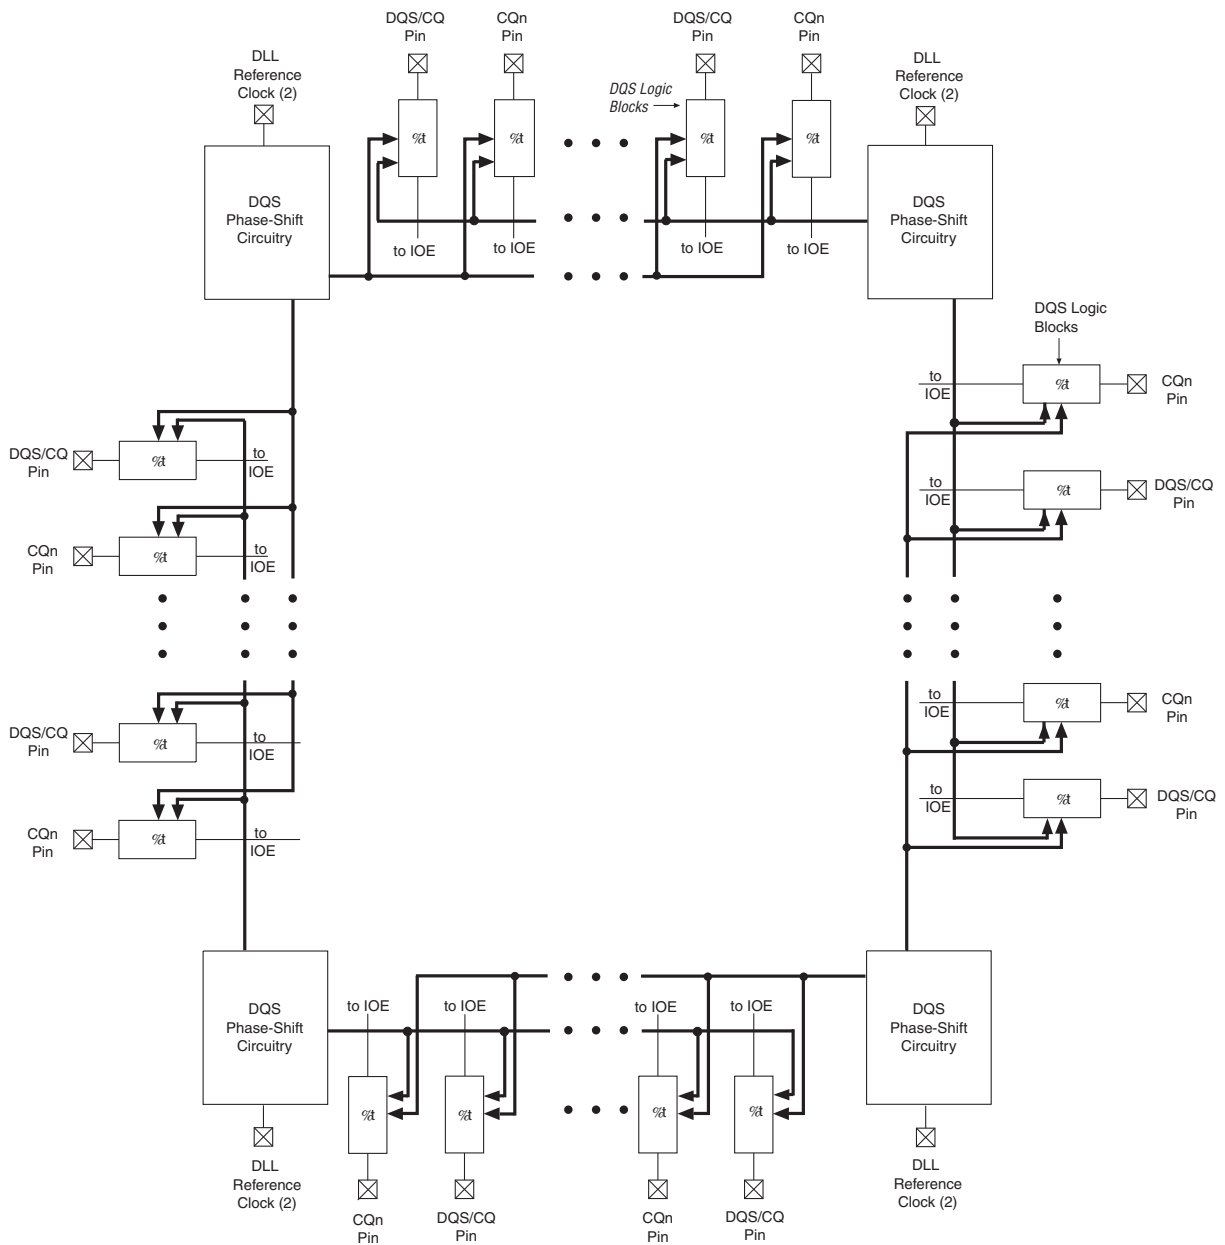 DQS/CQ
Pin
CQn
Pin
DQS/CQ
Pin
CQn
Pin
DLL
Reference
Clock (2)
DLL
Reference
Clock (2)
DQS Logic
Blocks
%t
%t
%t
%t
DQS
Phase-Shift
Circuitry
DQS
Phase-Shift
Circuitry
to IOE
to IOE
to IOE
to IOE
DQS Logic
Blocks
to
IOE
%t
CQn
Pin
DQS/CQ
Pin
%t
to
IOE
to
IOE
%t
DQS/CQ
Pin
CQn
Pin
%t
to
IOE
to
IOE
%t
CQn
Pin
DQS/CQ
Pin
%t
to
IOE
to
IOE
%t
DQS/CQ
Pin
CQn
Pin
%t
to
IOE
DQS
Phase-Shift
Circuitry
to IOE
to IOE
to IOE
to IOE
DQS
Phase-Shift
Circuitry
%t
%t
%t
%t
DLL
Reference
Clock (2)
DLL
Reference
Clock (2)
CQn
Pin
DQS/CQ
Pin
CQn
Pin
DQS/CQ
Pin